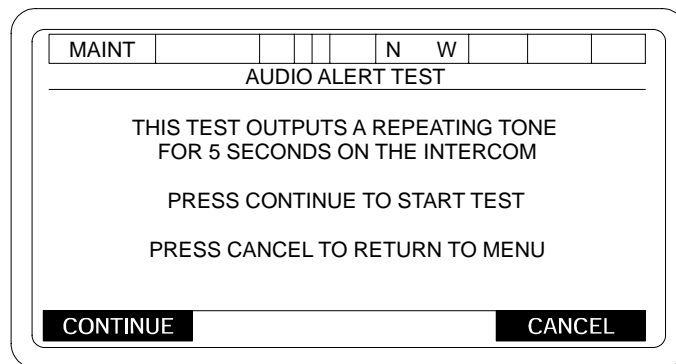 MAINT N W
AUDIO ALERT TEST
THIS TEST OUTPUTS A REPEATING TONE
FOR 5 SECONDS ON THE INTERCOM
PRESS CONTINUE TO START TEST
PRESS CANCEL TO RETURN TO MENU
CONTINUE CANCEL